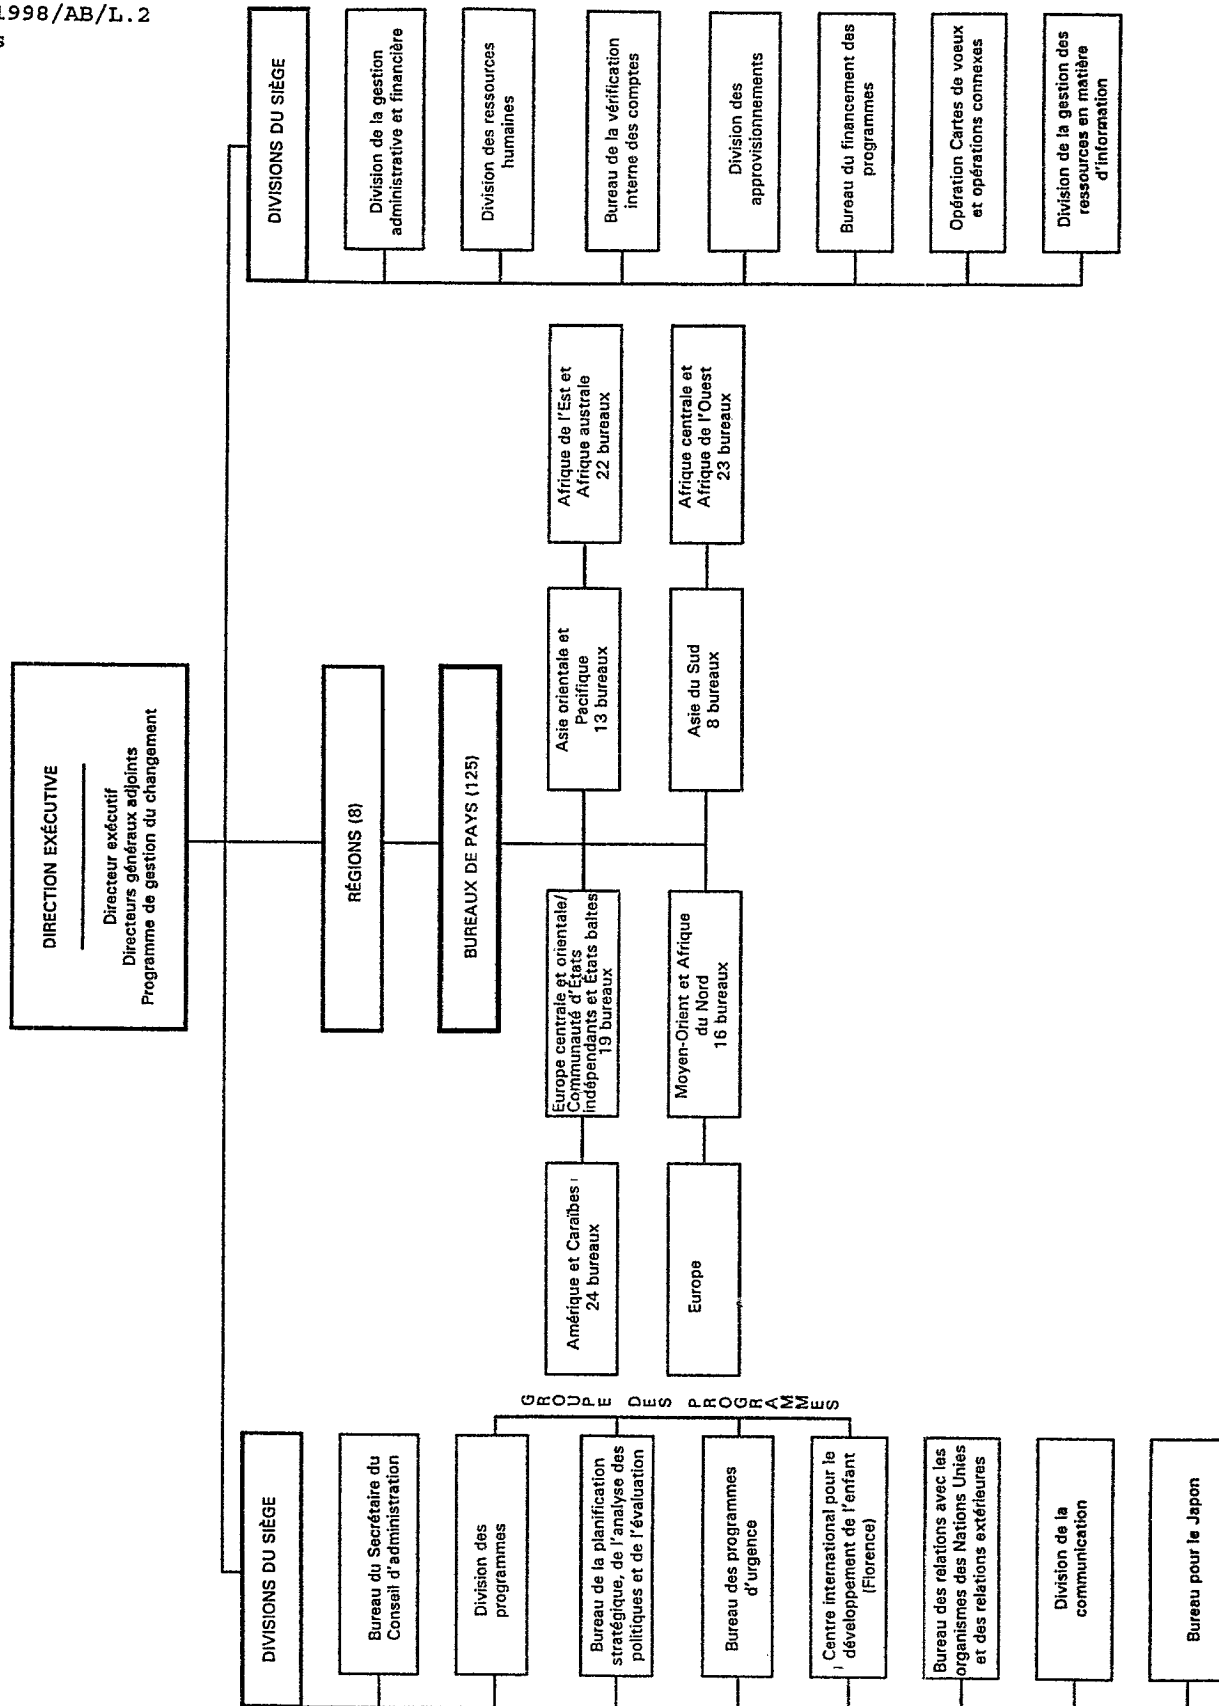 1998/AB/L.2
DIRECTION EXÉCUTIVE
Directeur exécutif
Directeurs généraux adjoints
Programme de gestion du changement
DIVISIONS DU SIÈGE
Bureau du Secrétaire du
Conseil d'administration
Division des
programmes
Bureau de la planification
stratégique, de l'analyse des
politiques et de l'évaluation
Bureau des programmes
d'urgence
Centre international pour le
développement de l'enfant
(Florence)
Bureau des relations avec les
organismes des Nations Unies
et des relations extérieures
Division de la
communication
Bureau pour le Japon
GROUPE DES PROGRAMMES
RÉGIONS (8)
BUREAUX DE PAYS (125)
Amérique et Caraïbes
24 bureaux
Europe centrale et orientale/
Communauté d'États
indépendants et États baltes
19 bureaux
Asie orientale et
Pacifique
13 bureaux
Afrique de l'Est et
Afrique australe
22 bureaux
Europe
Moyen-Orient et Afrique
du Nord
16 bureaux
Asie du Sud
8 bureaux
Afrique centrale et
Afrique de l'Ouest
23 bureaux
DIVISIONS DU SIÈGE
Division de la gestion
administrative et financière
Division des ressources
humaines
Bureau de la vérification
interne des comptes
Division des
approvisionnements
Bureau du financement des
programmes
Opération Cartes de voeux
et opérations connexes
Division de la gestion des
ressources en matière
d'information